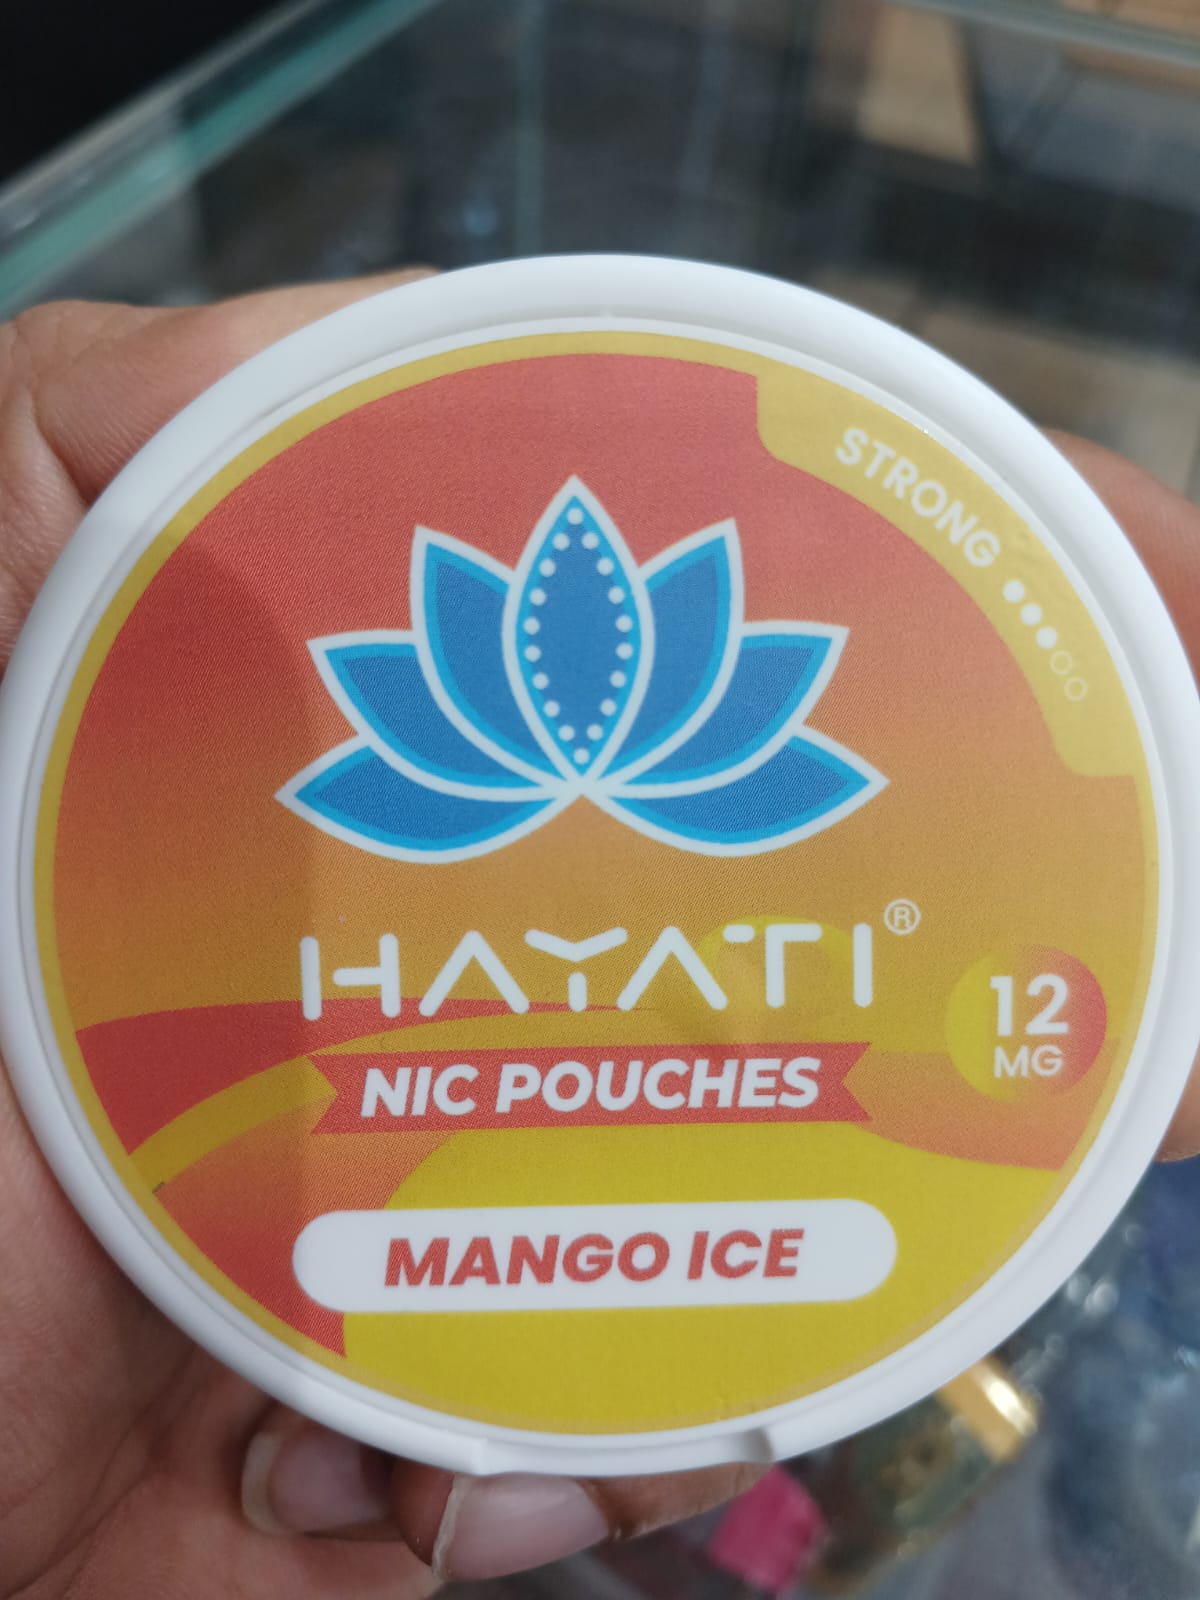 STRONG
HAYATI®
12
MG
NIC POUCHES
MANGO ICE